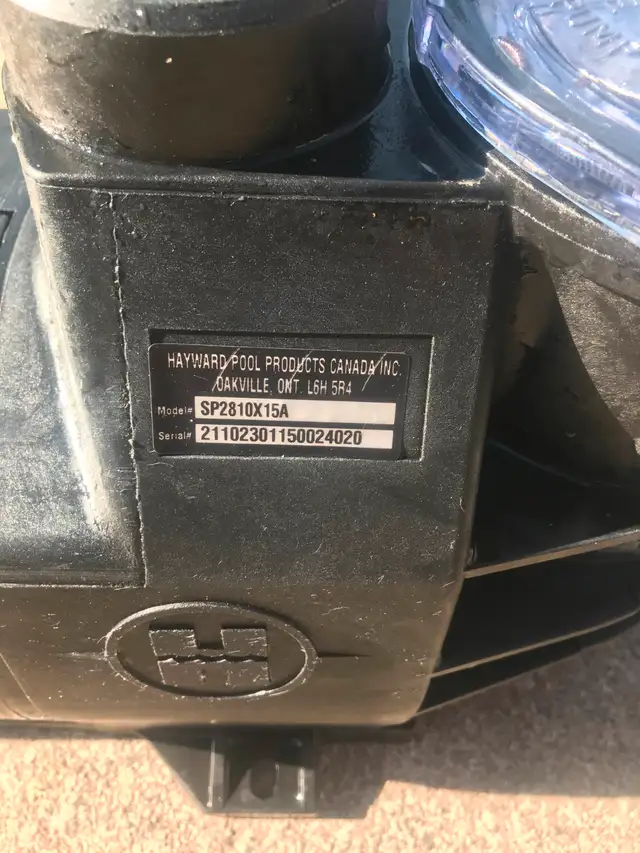 HAYWARD POOL PRODUCTS CANADA INC.
OAKVILLE, ONT. L6H 5R4
Model# SP2810X15A
Serial# 21102301150024020
H